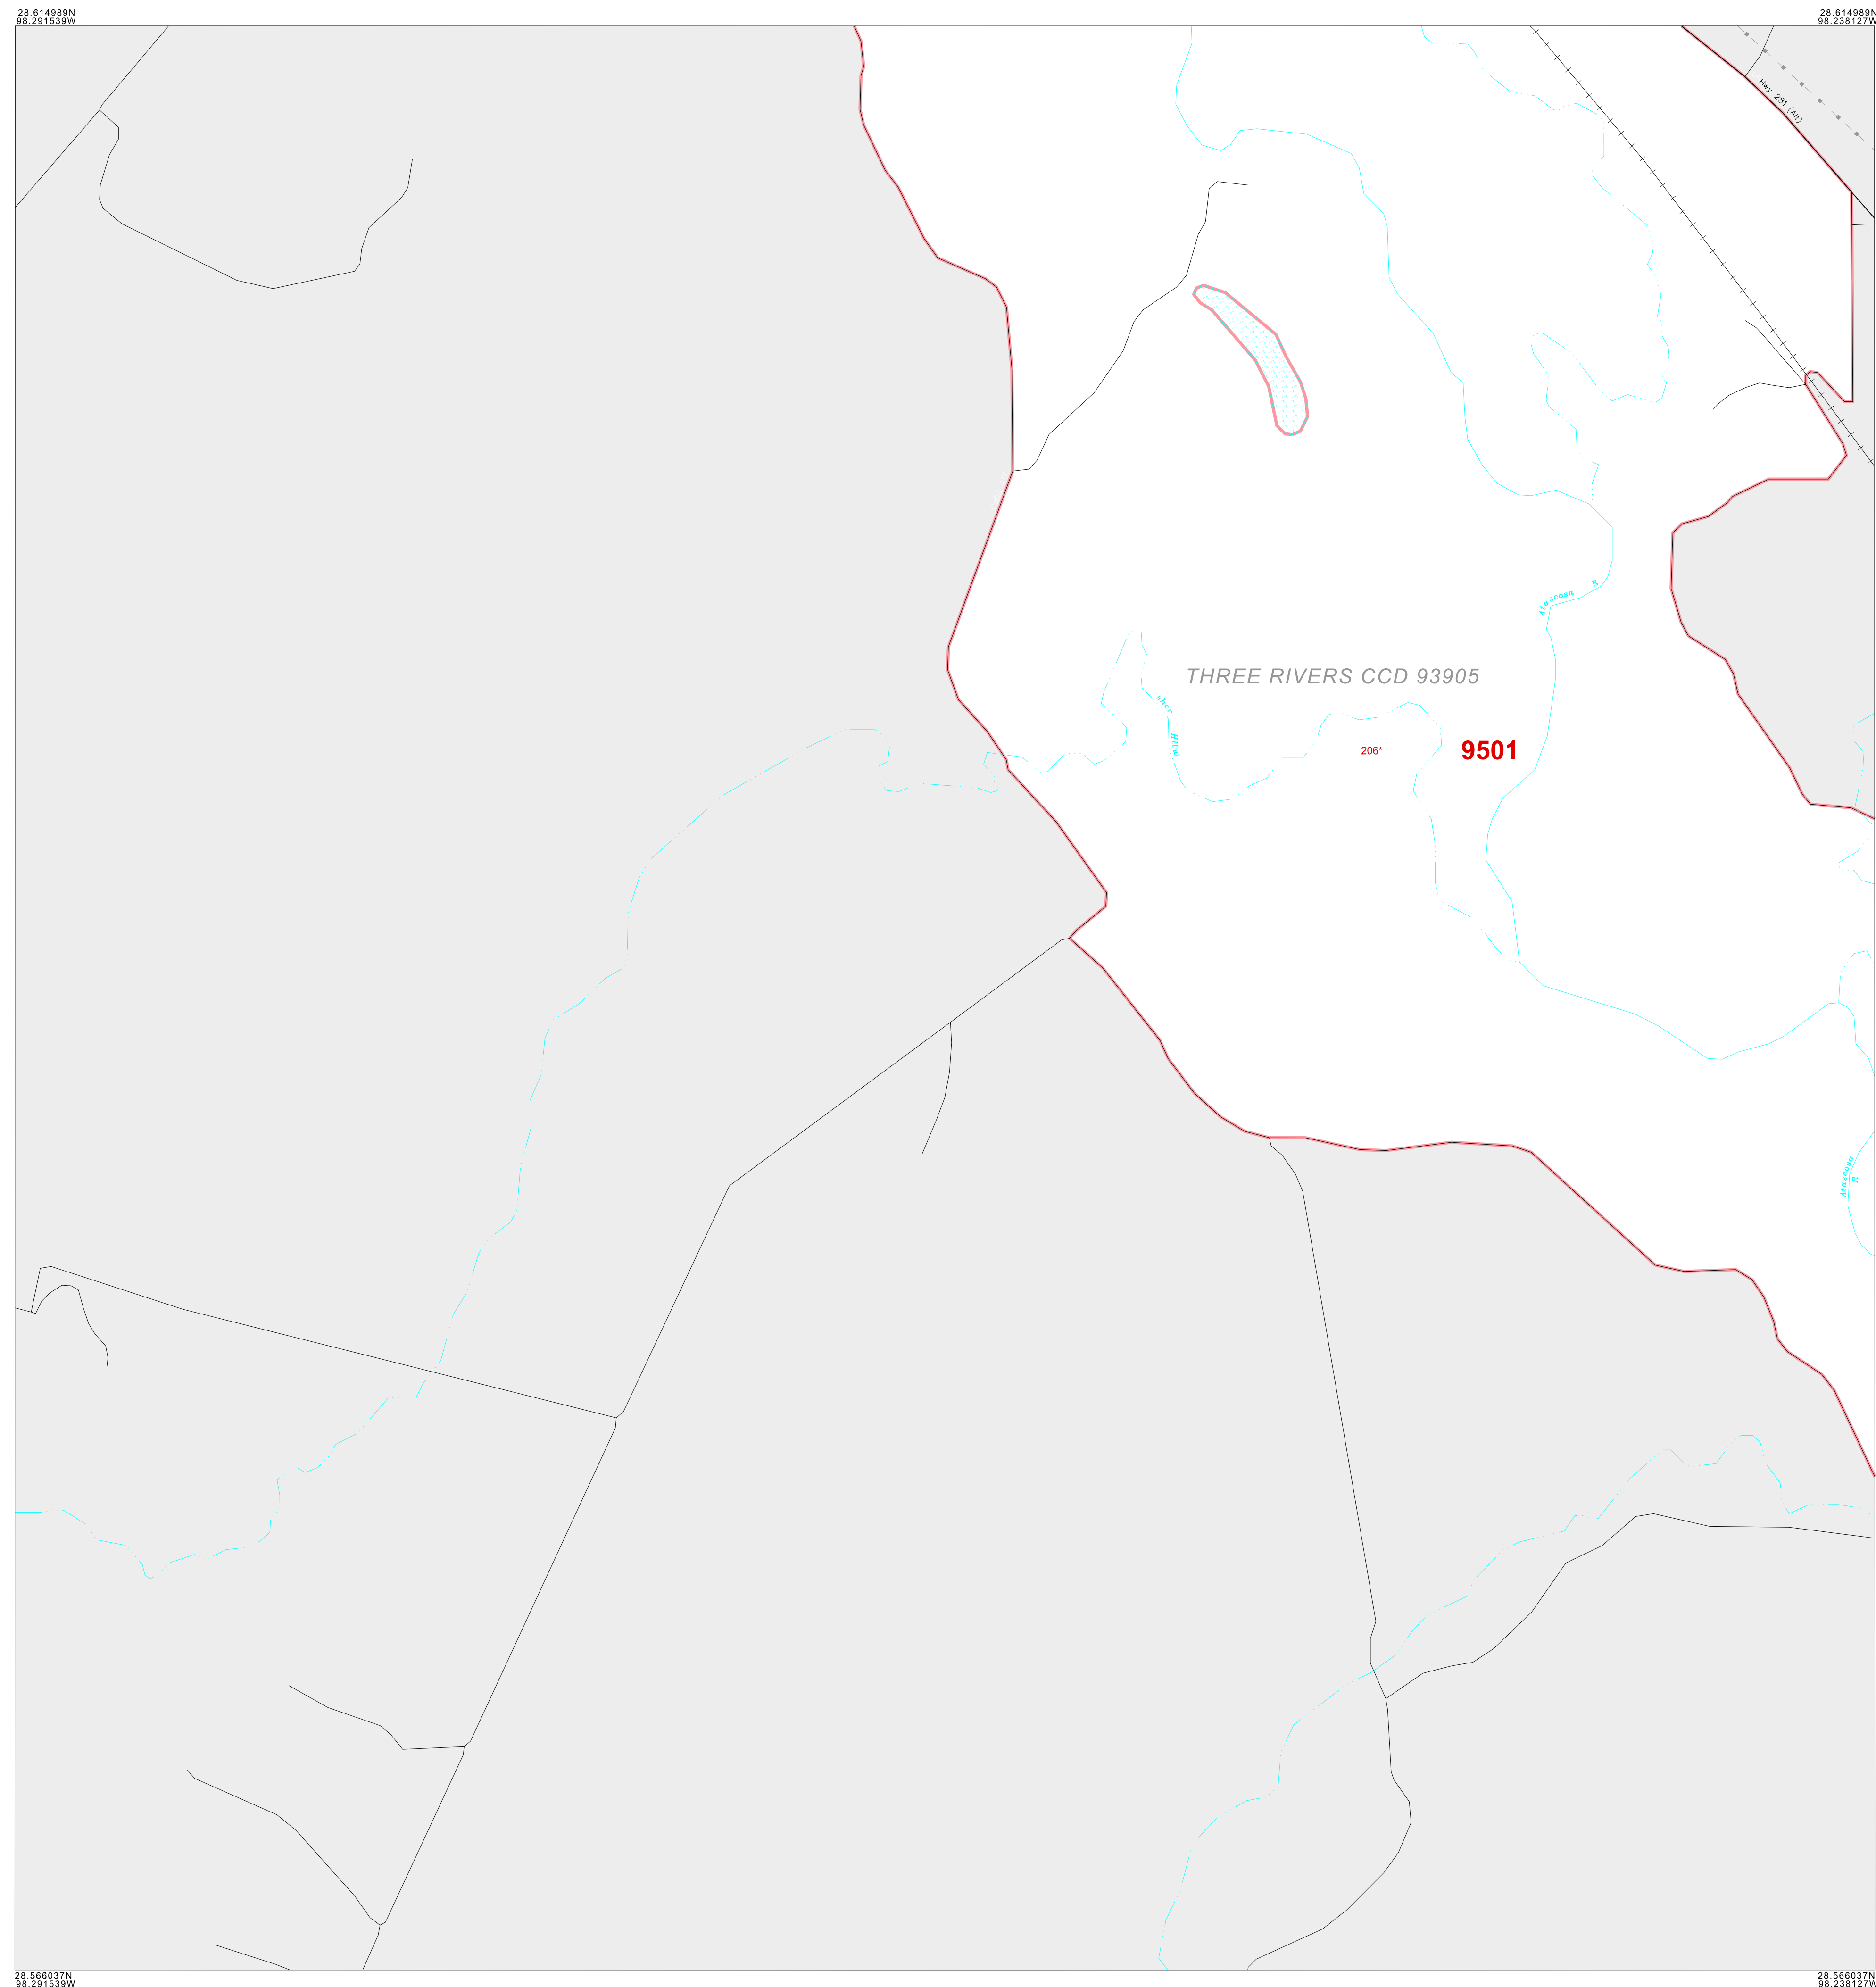 28.614989N
98.291539W
28.614989N
98.238127W
Hwy 281 (Alt)
Atascosa R
THREE RIVERS CCD 93905
206*
9501
Atascosa
R
28.566037N
98.291539W
28.566037N
98.238127W